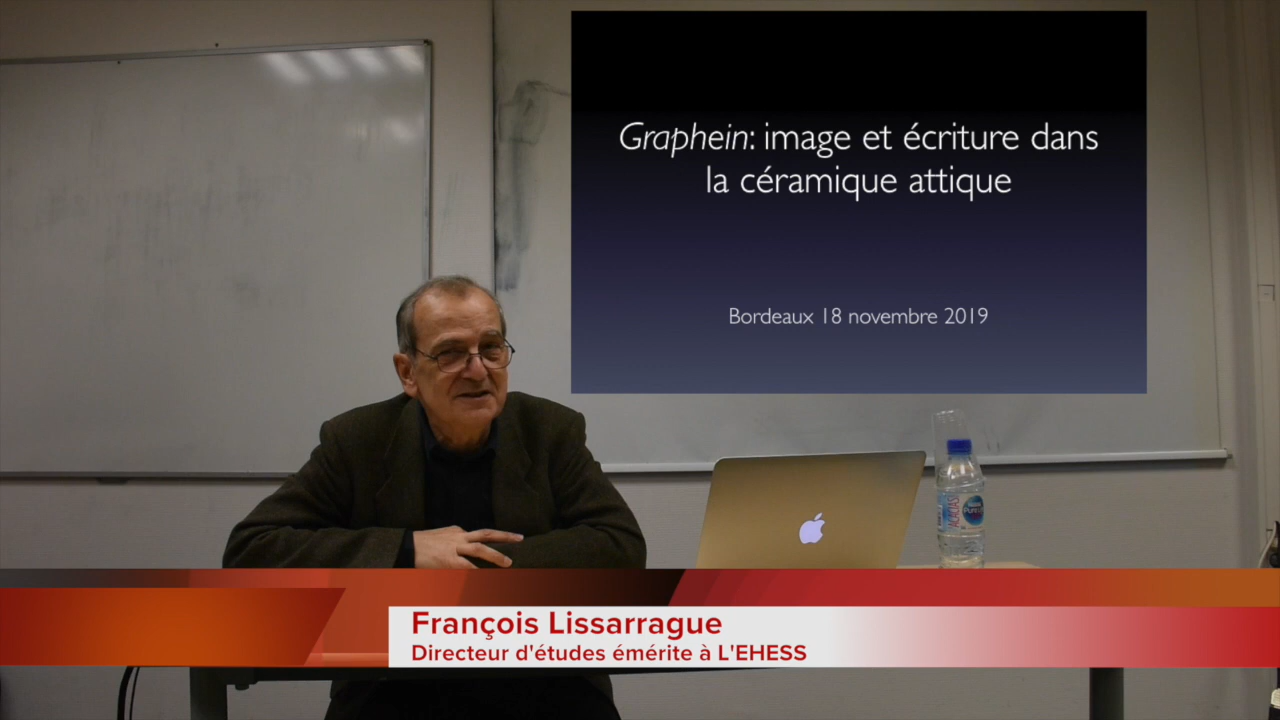 Graphein: image et écriture dans
la céramique attique
Bordeaux 18 novembre 2019
François Lissarrague
Directeur d'études émérite à L'EHESS